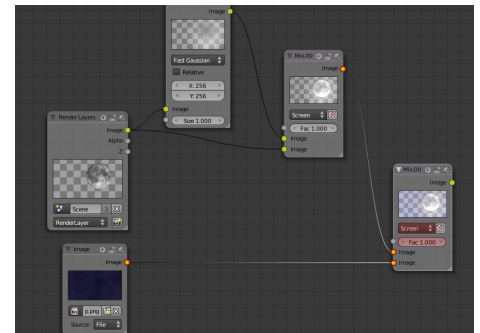 Image
Fast Gaussian
Relative
X: 256
Y: 256
Image
Size 1.000
Mix.00
Image
Screen
Fac 1.000
Image
Image
Render Layers
Image
Alpha
Z
Scene
RenderLayer
Mix.00
Image
Screen
Fac 1.000
Image
Image
Image
Image
p.png
Source: File